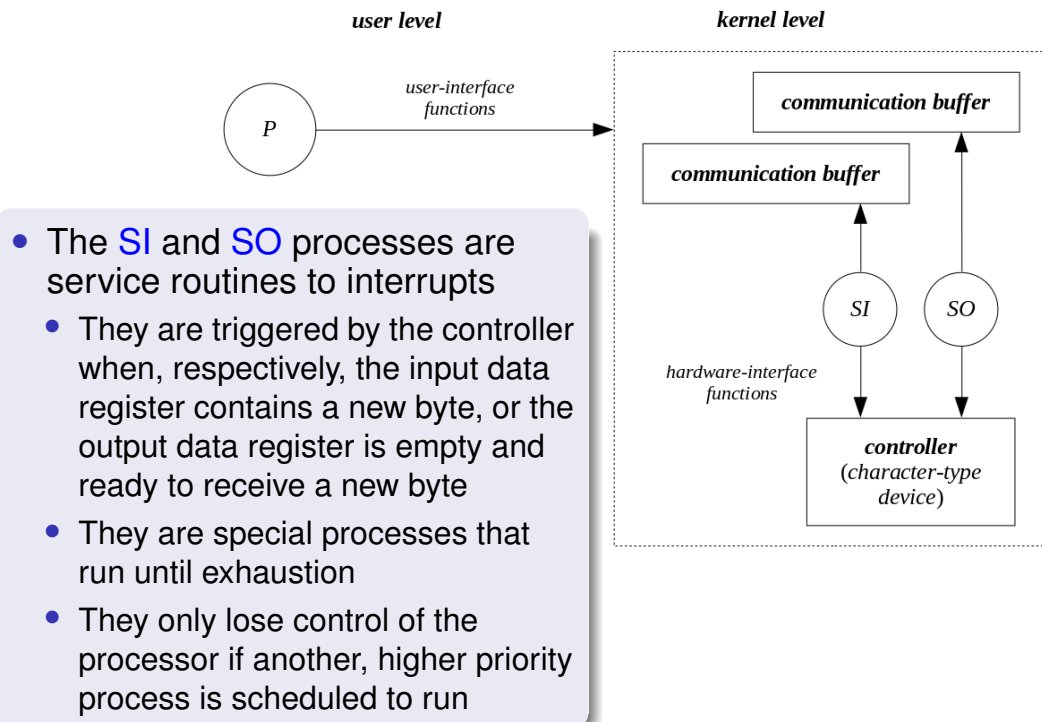 user level
kernel level
P
user-interface
functions
communication buffer
communication buffer
SI
SO
hardware-interface
functions
controller
(character-type
device)
• The SI and SO processes are
service routines to interrupts
• They are triggered by the controller
when, respectively, the input data
register contains a new byte, or the
output data register is empty and
ready to receive a new byte
• They are special processes that
run until exhaustion
• They only lose control of the
processor if another, higher priority
process is scheduled to run